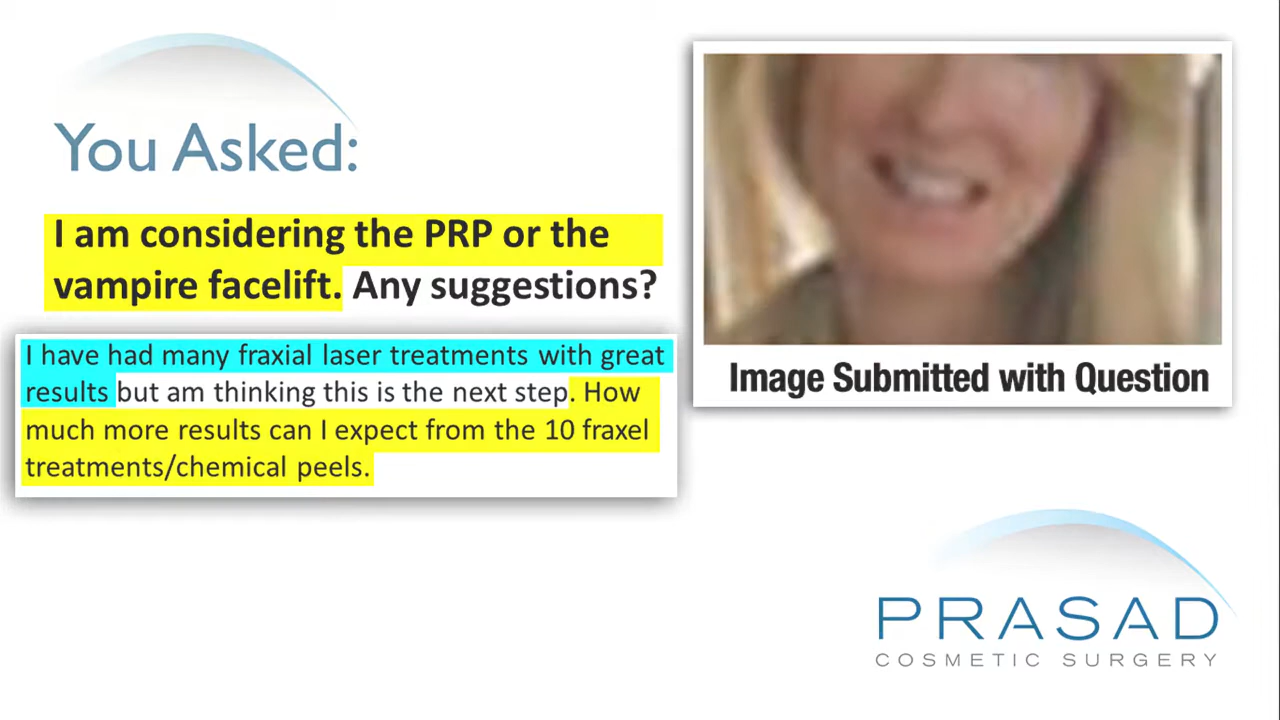 You Asked:
I am considering the PRP or the
vampire facelift. Any suggestions?
I have had many fraxial laser treatments with great
results but am thinking this is the next step. How
much more results can I expect from the 10 fraxel
treatments/chemical peels.
Image Submitted with Question
PRASAD
COSMETIC SURGERY